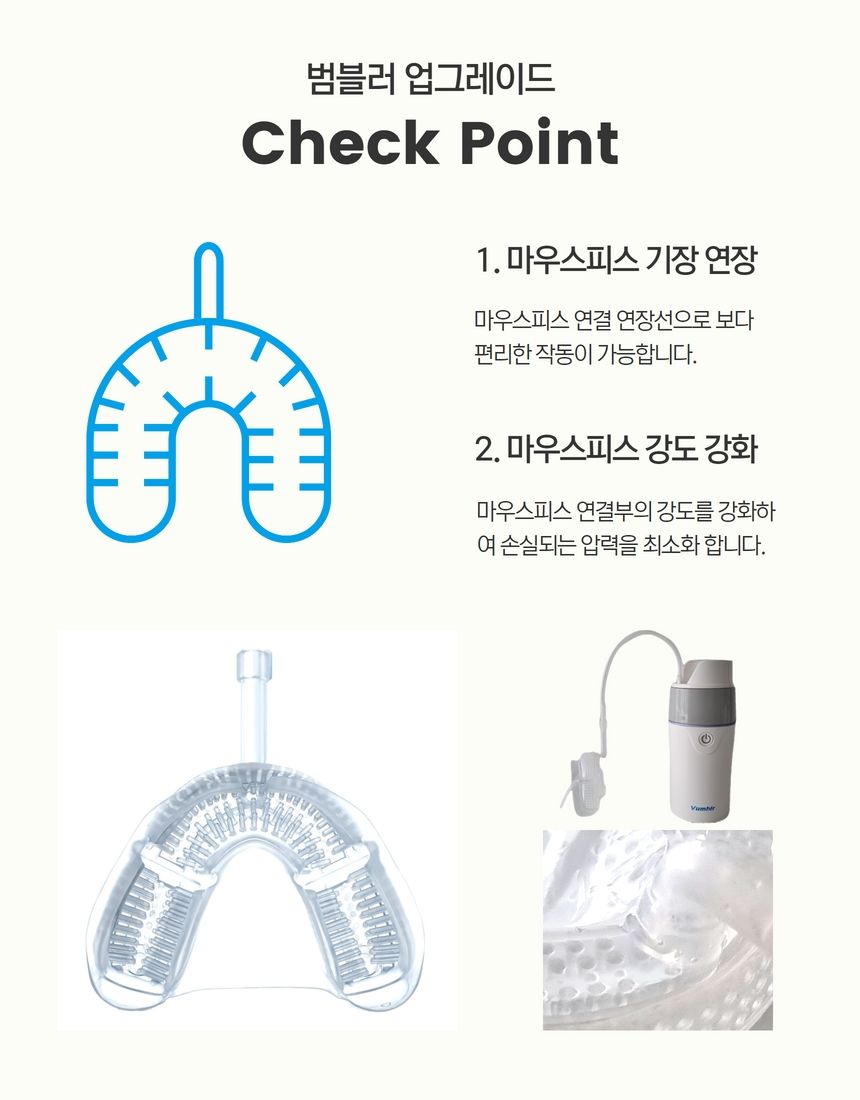 범블러 업그레이드
Check Point
1. 마우스피스 기장 연장
마우스피스 연결 연장선으로 보다
편리한 작동이 가능합니다.
2. 마우스피스 강도 강화
마우스피스 연결부의 강도를 강화하
여 손실되는 압력을 최소화 합니다.